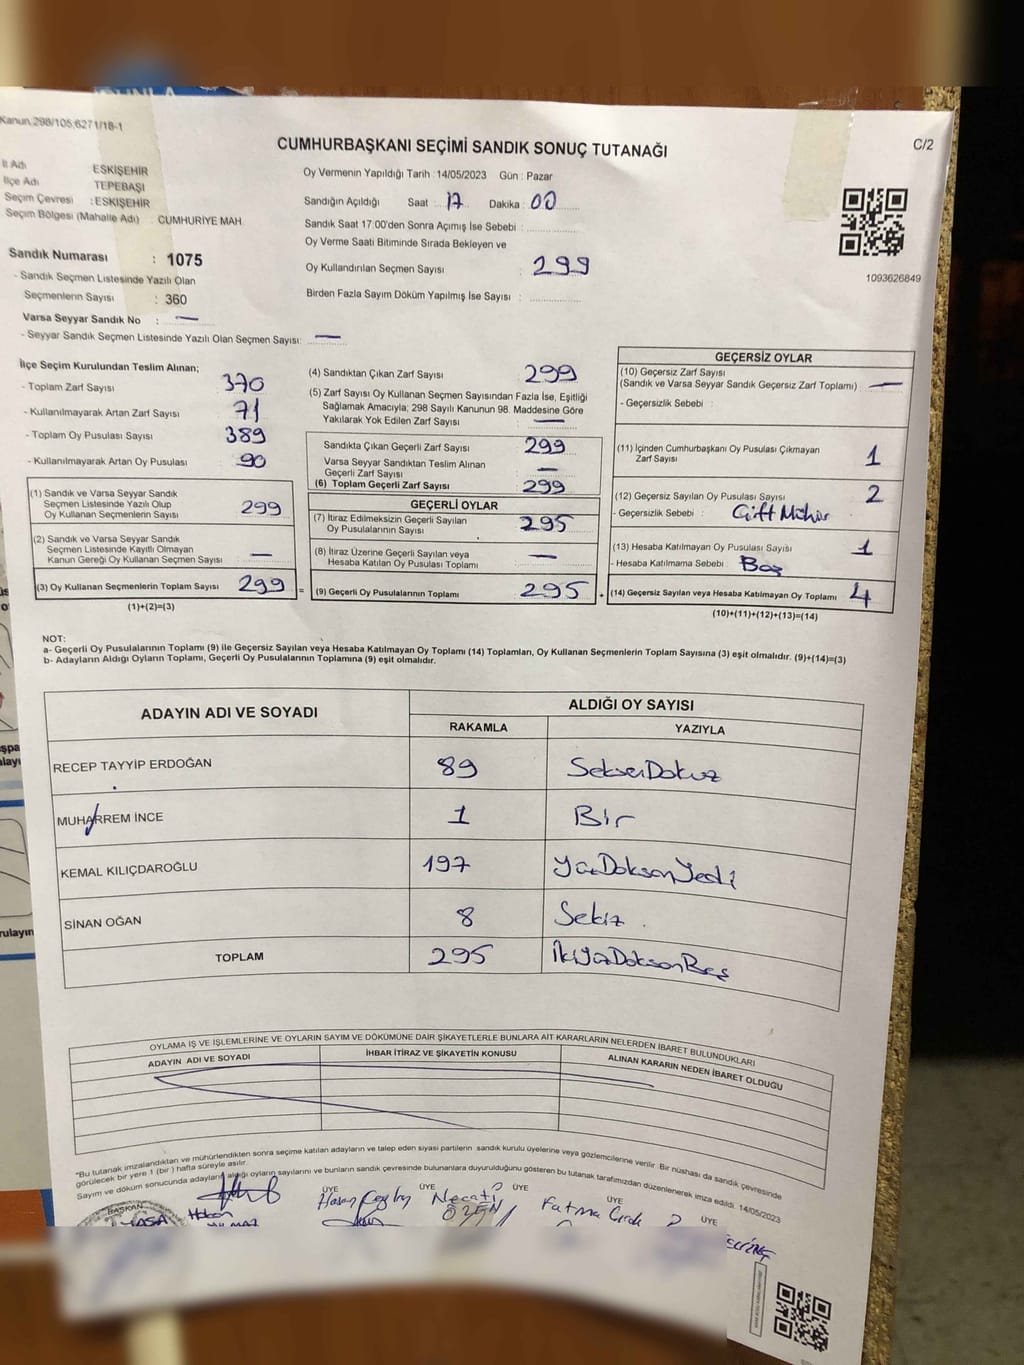 Kanun,298/105;6271/18-1
CUMHURBAŞKANI SEÇİMİ SANDIK SONUÇ TUTANAĞI
C/2
İl Adı ESKİŞEHİR
İlçe Adı TEPEBAŞI
Seçim Çevresi : ESKİŞEHİR
Seçim Bölgesi (Mahalle Adı) : CUMHURİYE MAH.
Oy Vermenin Yapıldığı Tarih : 14/05/2023 Gün : Pazar
Sandığın Açıldığı Saat : 17 Dakika : 00
Sandık Saat 17:00'den Sonra Açımış İse Sebebi :
Oy Verme Saati Bitiminde Sırada Bekleyen ve
Oy Kullandırılan Seçmen Sayısı : 299
Birden Fazla Sayım Döküm Yapılmış İse Sayısı :
1093626849
Sandık Numarası : 1075
- Sandık Seçmen Listesinde Yazılı Olan
Seçmenlerin Sayısı : 360
Varsa Seyyar Sandık No : —
- Seyyar Sandık Seçmen Listesinde Yazılı Olan Seçmen Sayısı: —
İlçe Seçim Kurulundan Teslim Alınan;
- Toplam Zarf Sayısı 370
- Kullanılmayarak Artan Zarf Sayısı 71
- Toplam Oy Pusulası Sayısı 389
- Kullanılmayarak Artan Oy Pusulası 90
(1) Sandık ve Varsa Seyyar Sandık
Seçmen Listesinde Yazılı Olup
Oy Kullanan Seçmenlerin Sayısı 299
(2) Sandık ve Varsa Seyyar Sandık
Seçmen Listesinde Kayıtlı Olmayan
Kanun Gereği Oy Kullanan Seçmen Sayısı —
(3) Oy Kullanan Seçmenlerin Toplam Sayısı 299 =
(1)+(2)=(3)
(4) Sandıktan Çıkan Zarf Sayısı 299
(5) Zarf Sayısı Oy Kullanan Seçmen Sayısından Fazla İse, Eşitliği
Sağlamak Amacıyla; 298 Sayılı Kanunun 98. Maddesine Göre
Yakılarak Yok Edilen Zarf Sayısı —
Sandıkta Çıkan Geçerli Zarf Sayısı 299
Varsa Seyyar Sandıktan Teslim Alınan
Geçerli Zarf Sayısı —
(6) Toplam Geçerli Zarf Sayısı 299
GEÇERLİ OYLAR
(7) İtiraz Edilmeksizin Geçerli Sayılan
Oy Pusulalarının Sayısı 295
(8) İtiraz Üzerine Geçerli Sayılan veya
Hesaba Katılan Oy Pusulası Toplamı —
(9) Geçerli Oy Pusulalarının Toplamı 295 +
GEÇERSİZ OYLAR
(10) Geçersiz Zarf Sayısı
(Sandık ve Varsa Seyyar Sandık Geçersiz Zarf Toplamı) : —
- Geçersizlik Sebebi :
(11) İçinden Cumhurbaşkanı Oy Pusulası Çıkmayan
Zarf Sayısı 1
(12) Geçersiz Sayılan Oy Pusulası Sayısı 2
- Geçersizlik Sebebi : Çift Mühür
(13) Hesaba Katılmayan Oy Pusulası Sayısı 1
- Hesaba Katılmama Sebebi : Boş
(14) Geçersiz Sayılan veya Hesaba Katılmayan Oy Toplamı 4
(10)+(11)+(12)+(13)=(14)
NOT:
a- Geçerli Oy Pusulalarının Toplamı (9) ile Geçersiz Sayılan veya Hesaba Katılmayan Oy Toplamı (14) Toplamları, Oy Kullanan Seçmenlerin Toplam Sayısına (3) eşit olmalıdır. (9)+(14)=(3)
b- Adayların Aldığı Oyların Toplamı, Geçerli Oy Pusulalarının Toplamına (9) eşit olmalıdır.
ADAYIN ADI VE SOYADI
ALDIĞI OY SAYISI
RAKAMLA YAZIYLA
RECEP TAYYİP ERDOĞAN 89 SeksenDokuz
MUHARREM İNCE 1 Bir
KEMAL KILIÇDAROĞLU 197 YüzDoksanYedi
SİNAN OĞAN 8 Sekiz.
TOPLAM 295 İkiYüzDoksanBeş
OYLAMA İŞ VE İŞLEMLERİNE VE OYLARIN SAYIM VE DÖKÜMÜNE DAİR ŞİKAYETLERLE BUNLARA AİT KARARLARIN NELERDEN İBARET BULUNDUKLARI
ADAYIN ADI VE SOYADI
İHBAR İTİRAZ VE ŞİKAYETİN KONUSU
ALINAN KARARIN NEDEN İBARET OLDUĞU
*Bu tutanak imzalandıktan ve mühürlendikten sonra seçime katılan adayların ve talep eden siyasi partilerin sandık kurulu üyelerine veya gözlemcilerine verilir. Bir nüshası da sandık çevresinde
görülecek bir yere 1 (bir) hafta süreyle asılır.
Sayım ve döküm sonucunda adayların aldığı oyların sayılarını ve bunların sandık çevresinde bulunanlara duyurulduğunu gösteren bu tutanak tarafımızdan düzenlenerek imza edildi. 14/05/2023
BAŞKAN ÜYE ÜYE ÜYE ÜYE
Hakan Hasan Necati Fatma
ÖZEN